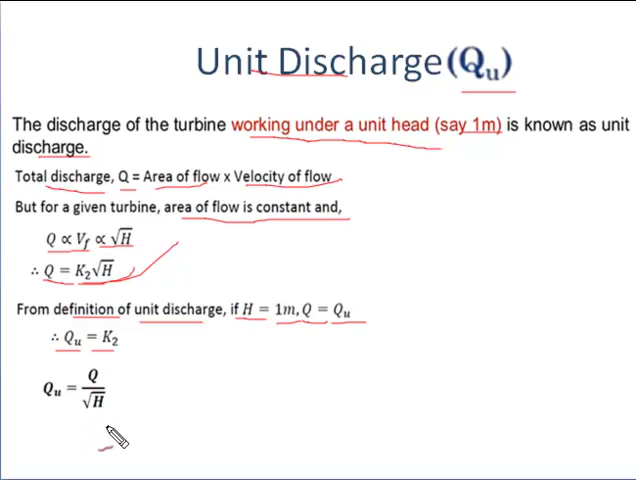 Unit Discharge(Qᵤ)
The discharge of the turbine working under a unit head (say 1m) is known as unit
discharge.
Total discharge, Q = Area of flow x Velocity of flow
But for a given turbine, area of flow is constant and,
Q ∝ V_f ∝ √H
∴ Q = K₂√H
From definition of unit discharge, if H = 1m, Q = Qᵤ
∴ Qᵤ = K₂
Qᵤ = Q/√H